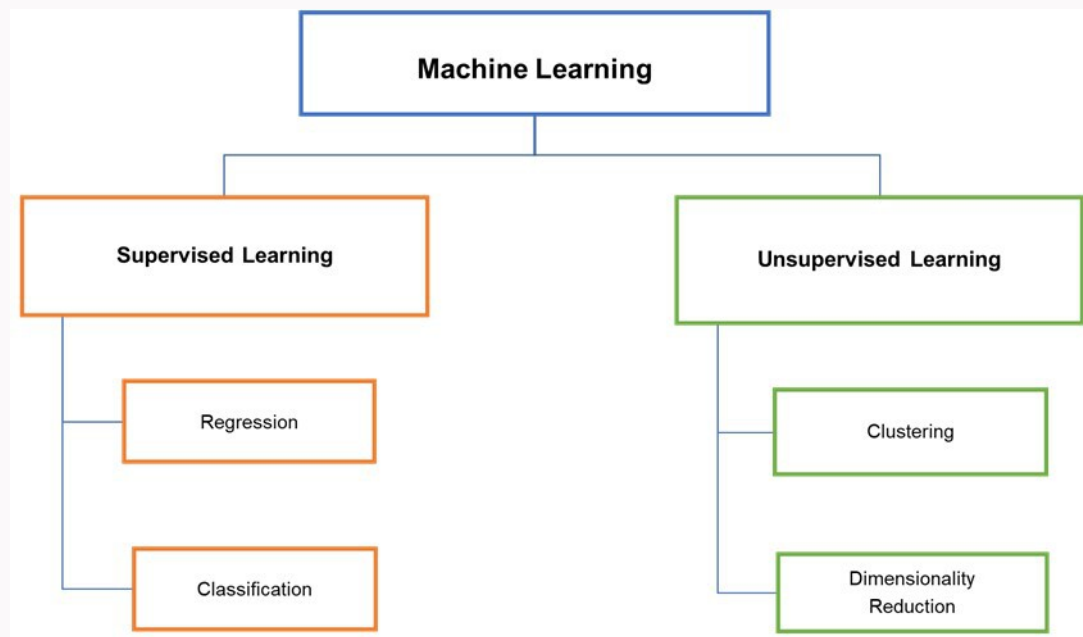 Machine Learning
Supervised Learning
Unsupervised Learning
Regression
Clustering
Classification
Dimensionality
Reduction